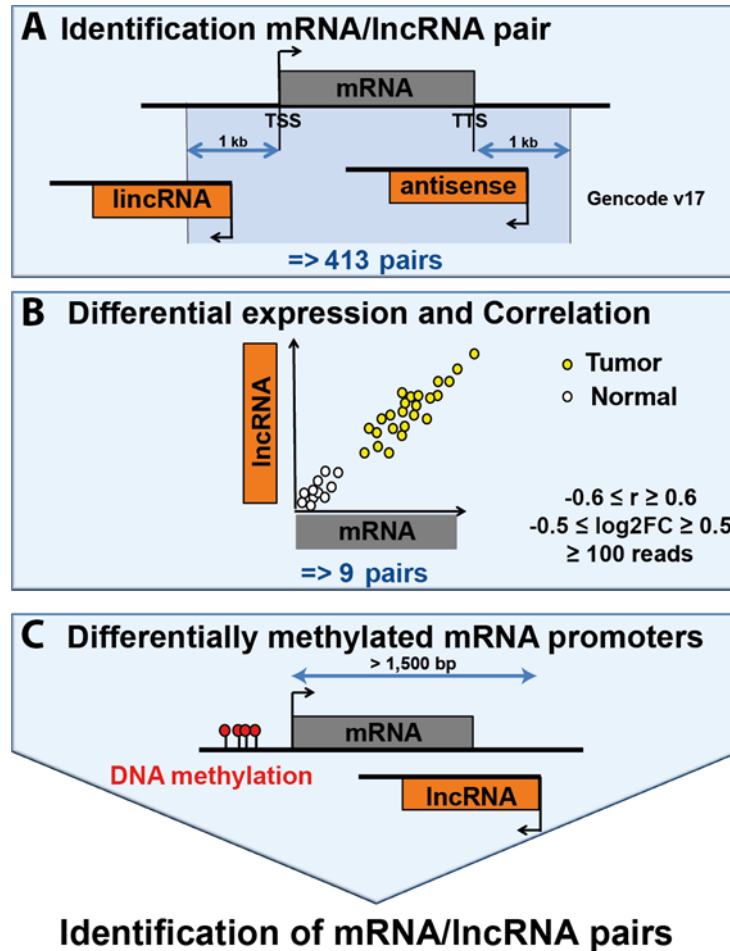 A Identification mRNA/lncRNA pair
mRNA
TSS
TTS
1 kb
1 kb
lincRNA
antisense
Gencode v17
=> 413 pairs
B Differential expression and Correlation
lncRNA
Tumor
Normal
mRNA
-0.6 ≤ r ≥ 0.6
-0.5 ≤ log2FC ≥ 0.5
≥ 100 reads
=> 9 pairs
C Differentially methylated mRNA promoters
> 1,500 bp
mRNA
DNA methylation
lncRNA
Identification of mRNA/lncRNA pairs